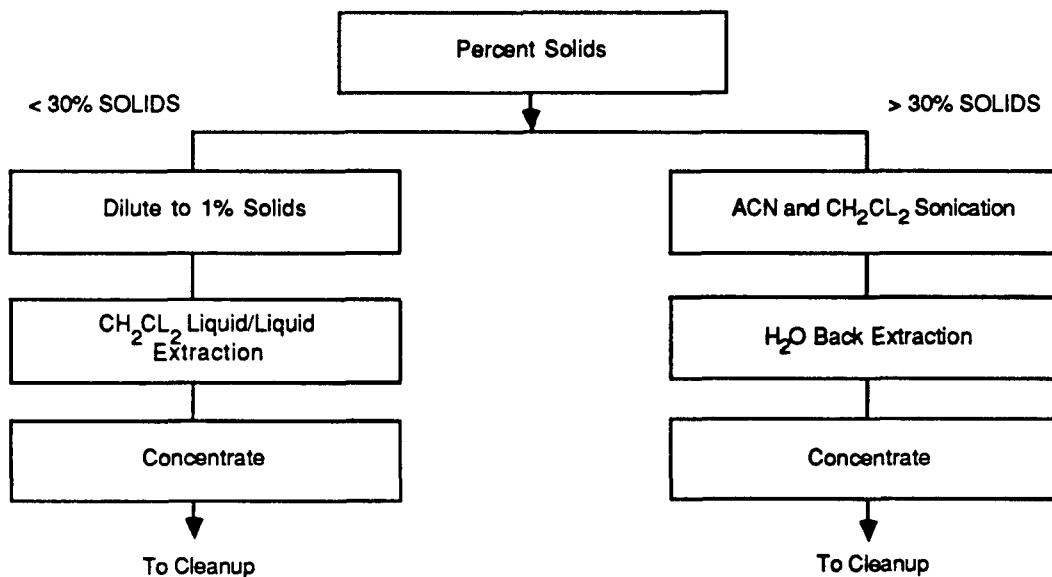 Percent Solids
< 30% SOLIDS
> 30% SOLIDS
Dilute to 1% Solids
ACN and CH₂CL₂ Sonication
CH₂CL₂ Liquid/Liquid
Extraction
H₂O Back Extraction
Concentrate
Concentrate
To Cleanup
To Cleanup